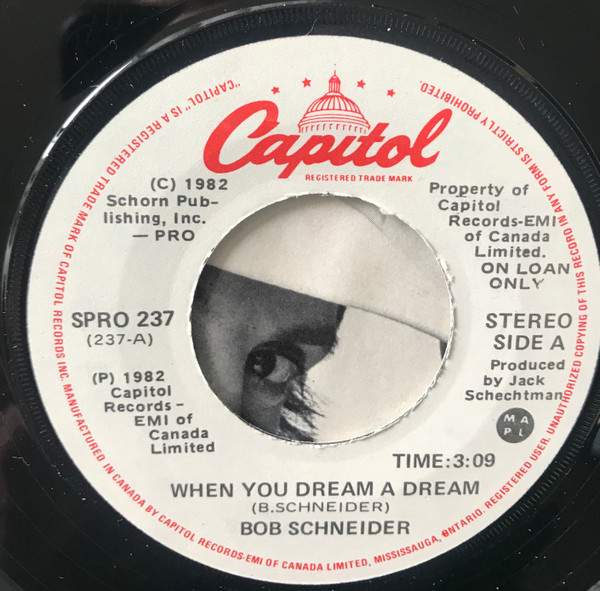 Capitol
REGISTERED TRADE MARK
(C) 1982
Schorn Pub-
lishing, Inc.
— PRO
Property of
Capitol
Records-EMI
of Canada
Limited.
ON LOAN
ONLY
SPRO 237
(237-A)
STEREO
SIDE A
(P) 1982
Capitol
Records -
EMI of
Canada
Limited
Produced
by Jack
Schechtman
M A
P L
TIME:3:09
WHEN YOU DREAM A DREAM
(B.SCHNEIDER)
BOB SCHNEIDER
"CAPITOL" IS A REGISTERED TRADE MARK OF CAPITOL RECORDS INC. MANUFACTURED IN CANADA BY CAPITOL RECORDS-EMI OF CANADA LIMITED, MISSISSAUGA, ONTARIO. REGISTERED USER. UNAUTHORIZED COPYING OF THIS RECORD IN ANY FORM IS STRICTLY PROHIBITED.